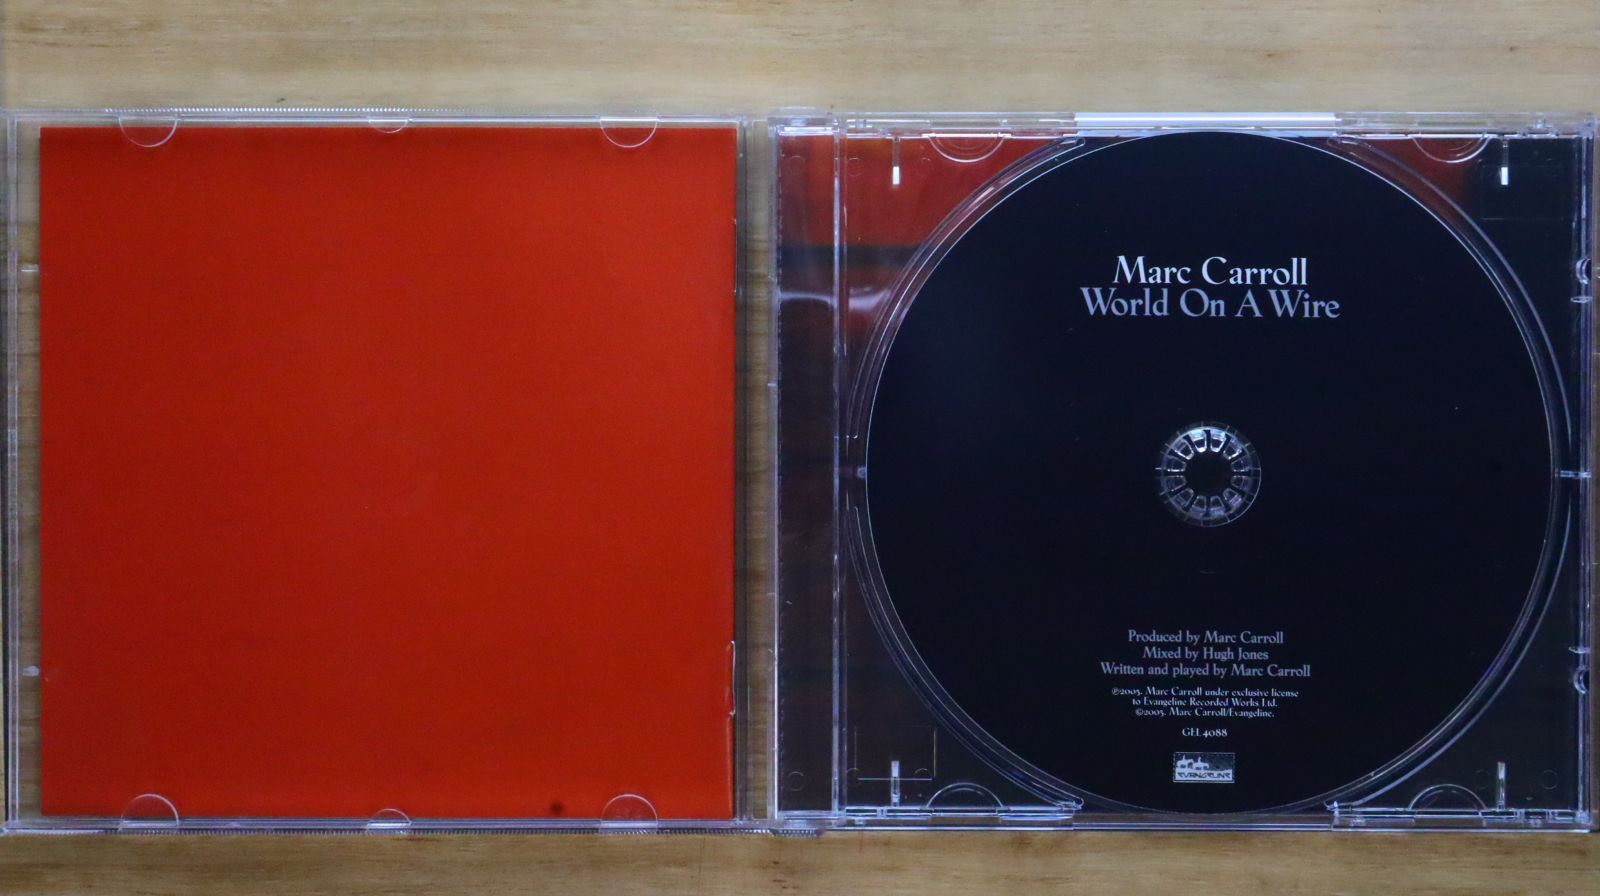 Marc Carroll
World On A Wire
Produced by Marc Carroll
Mixed by Hugh Jones
Written and played by Marc Carroll
℗2005. Marc Carroll under exclusive license
to Evangeline Recorded Works Ltd.
©2005. Marc Carroll/Evangeline.
GEL 4088
EVANGELINE